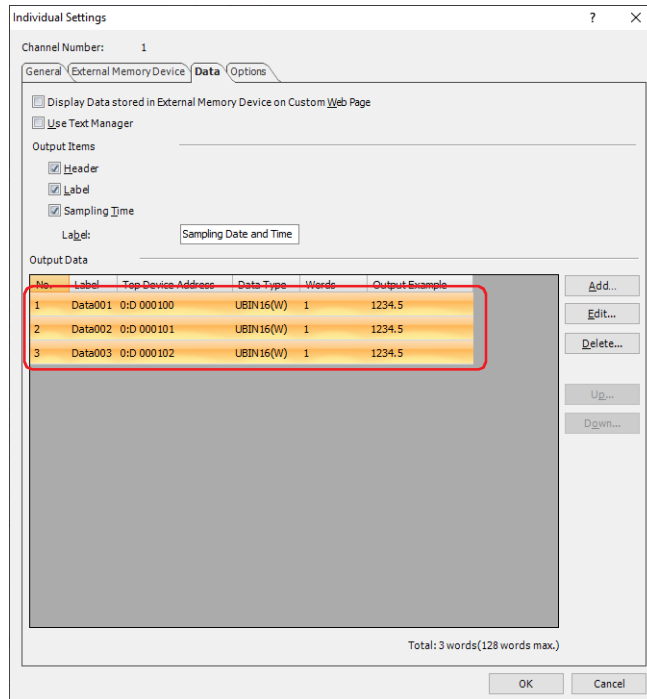 Individual Settings ? ×
Channel Number: 1
General External Memory Device Data Options
Display Data stored in External Memory Device on Custom Web Page
Use Text Manager
Output Items
Header
Label
Sampling Time
Label: Sampling Date and Time
Output Data
No. Label Top Device Address Data Type Words Output Example
1 Data001 0:D 000100 UBIN16(W) 1 1234.5
2 Data002 0:D 000101 UBIN16(W) 1 1234.5
3 Data003 0:D 000102 UBIN16(W) 1 1234.5
Add...
Edit...
Delete...
Up...
Down...
Total: 3 words(128 words max.)
OK Cancel